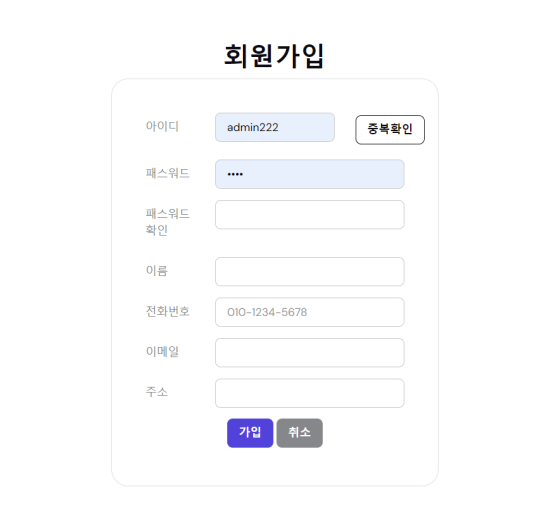 회원가입
아이디 admin222 중복확인
패스워드 ••••
패스워드
확인
이름
전화번호 010-1234-5678
이메일
주소
가입 취소